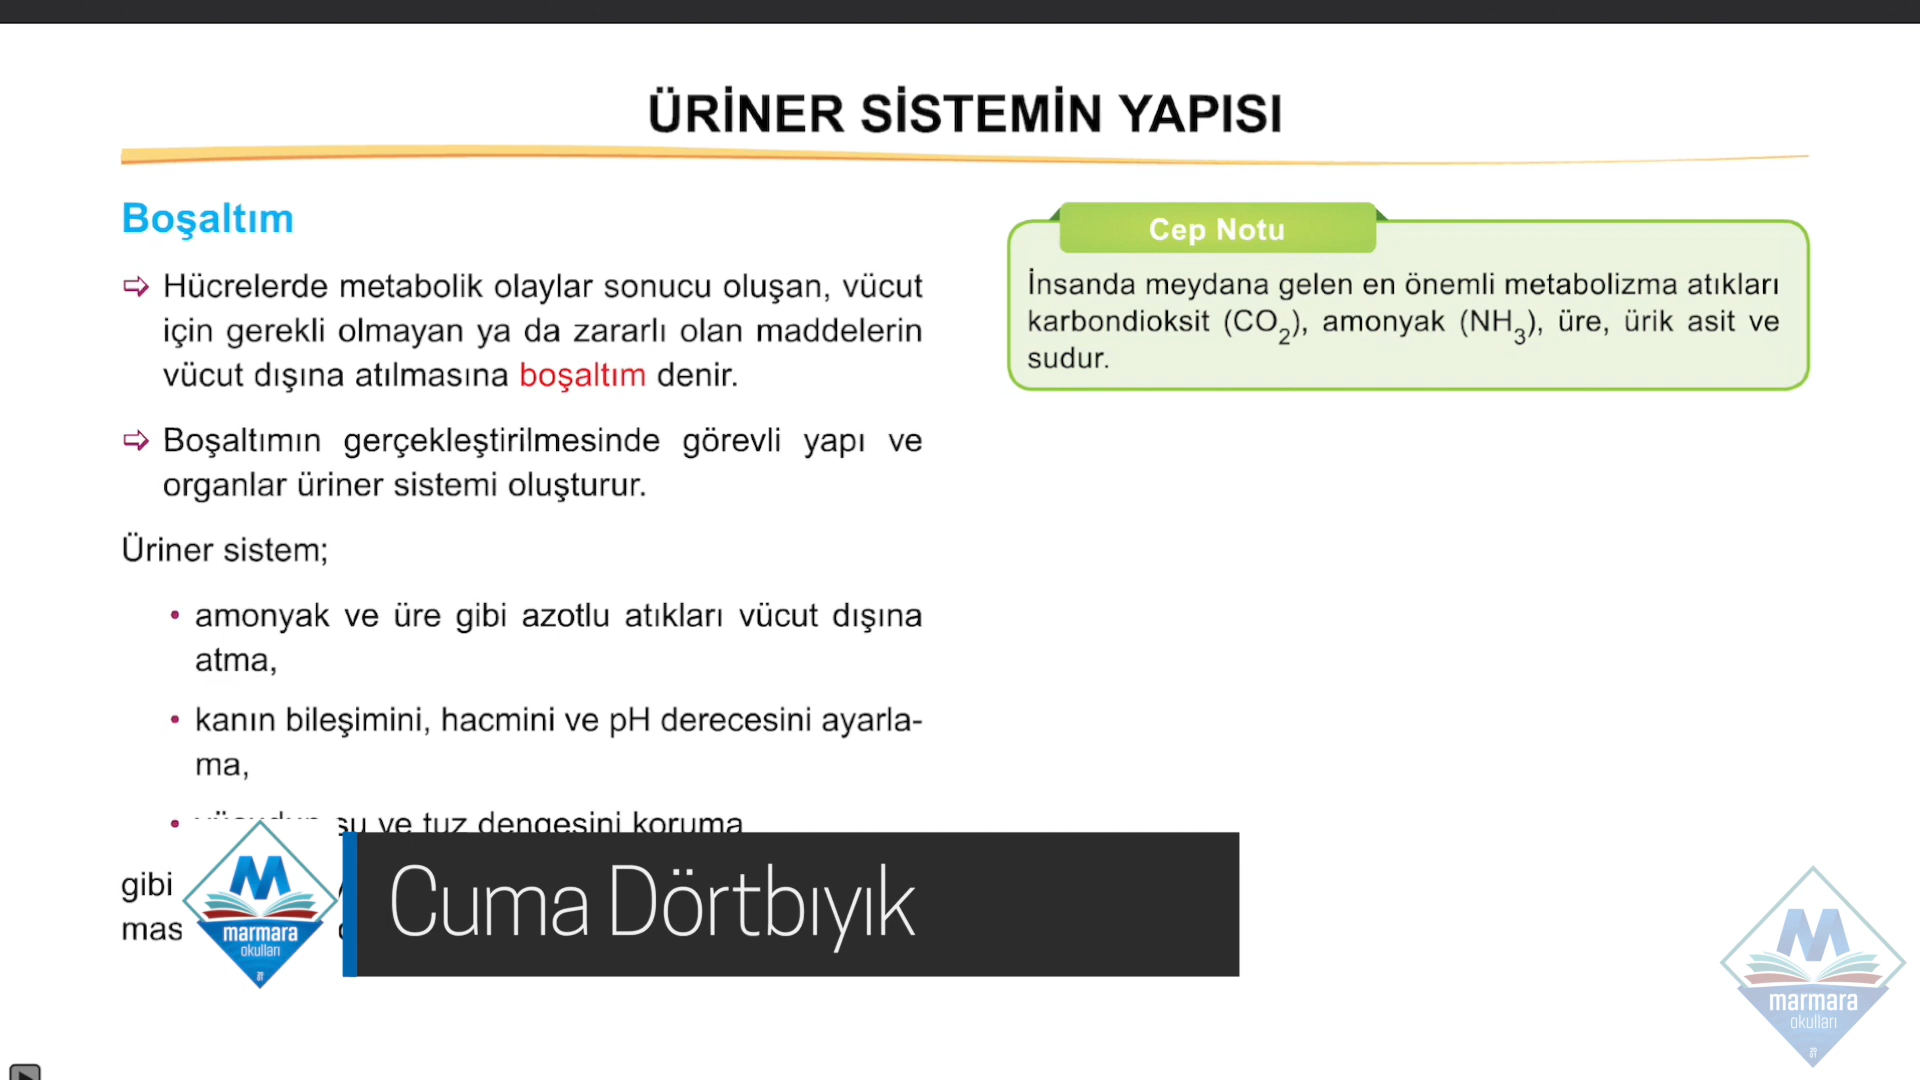 ÜRİNER SİSTEMİN YAPISI
Boşaltım
⇨ Hücrelerde metabolik olaylar sonucu oluşan, vücut
için gerekli olmayan ya da zararlı olan maddelerin
vücut dışına atılmasına boşaltım denir.
⇨ Boşaltımın gerçekleştirilmesinde görevli yapı ve
organlar üriner sistemi oluşturur.
Üriner sistem;
• amonyak ve üre gibi azotlu atıkları vücut dışına
atma,
• kanın bileşimini, hacmini ve pH derecesini ayarla-
ma,
• vücudun su ve tuz dengesini koruma
gibi
mas
Cep Notu
İnsanda meydana gelen en önemli metabolizma atıkları
karbondioksit (CO₂), amonyak (NH₃), üre, ürik asit ve
sudur.
marmara
okulları
Cuma Dörtbıyık
marmara
okulları